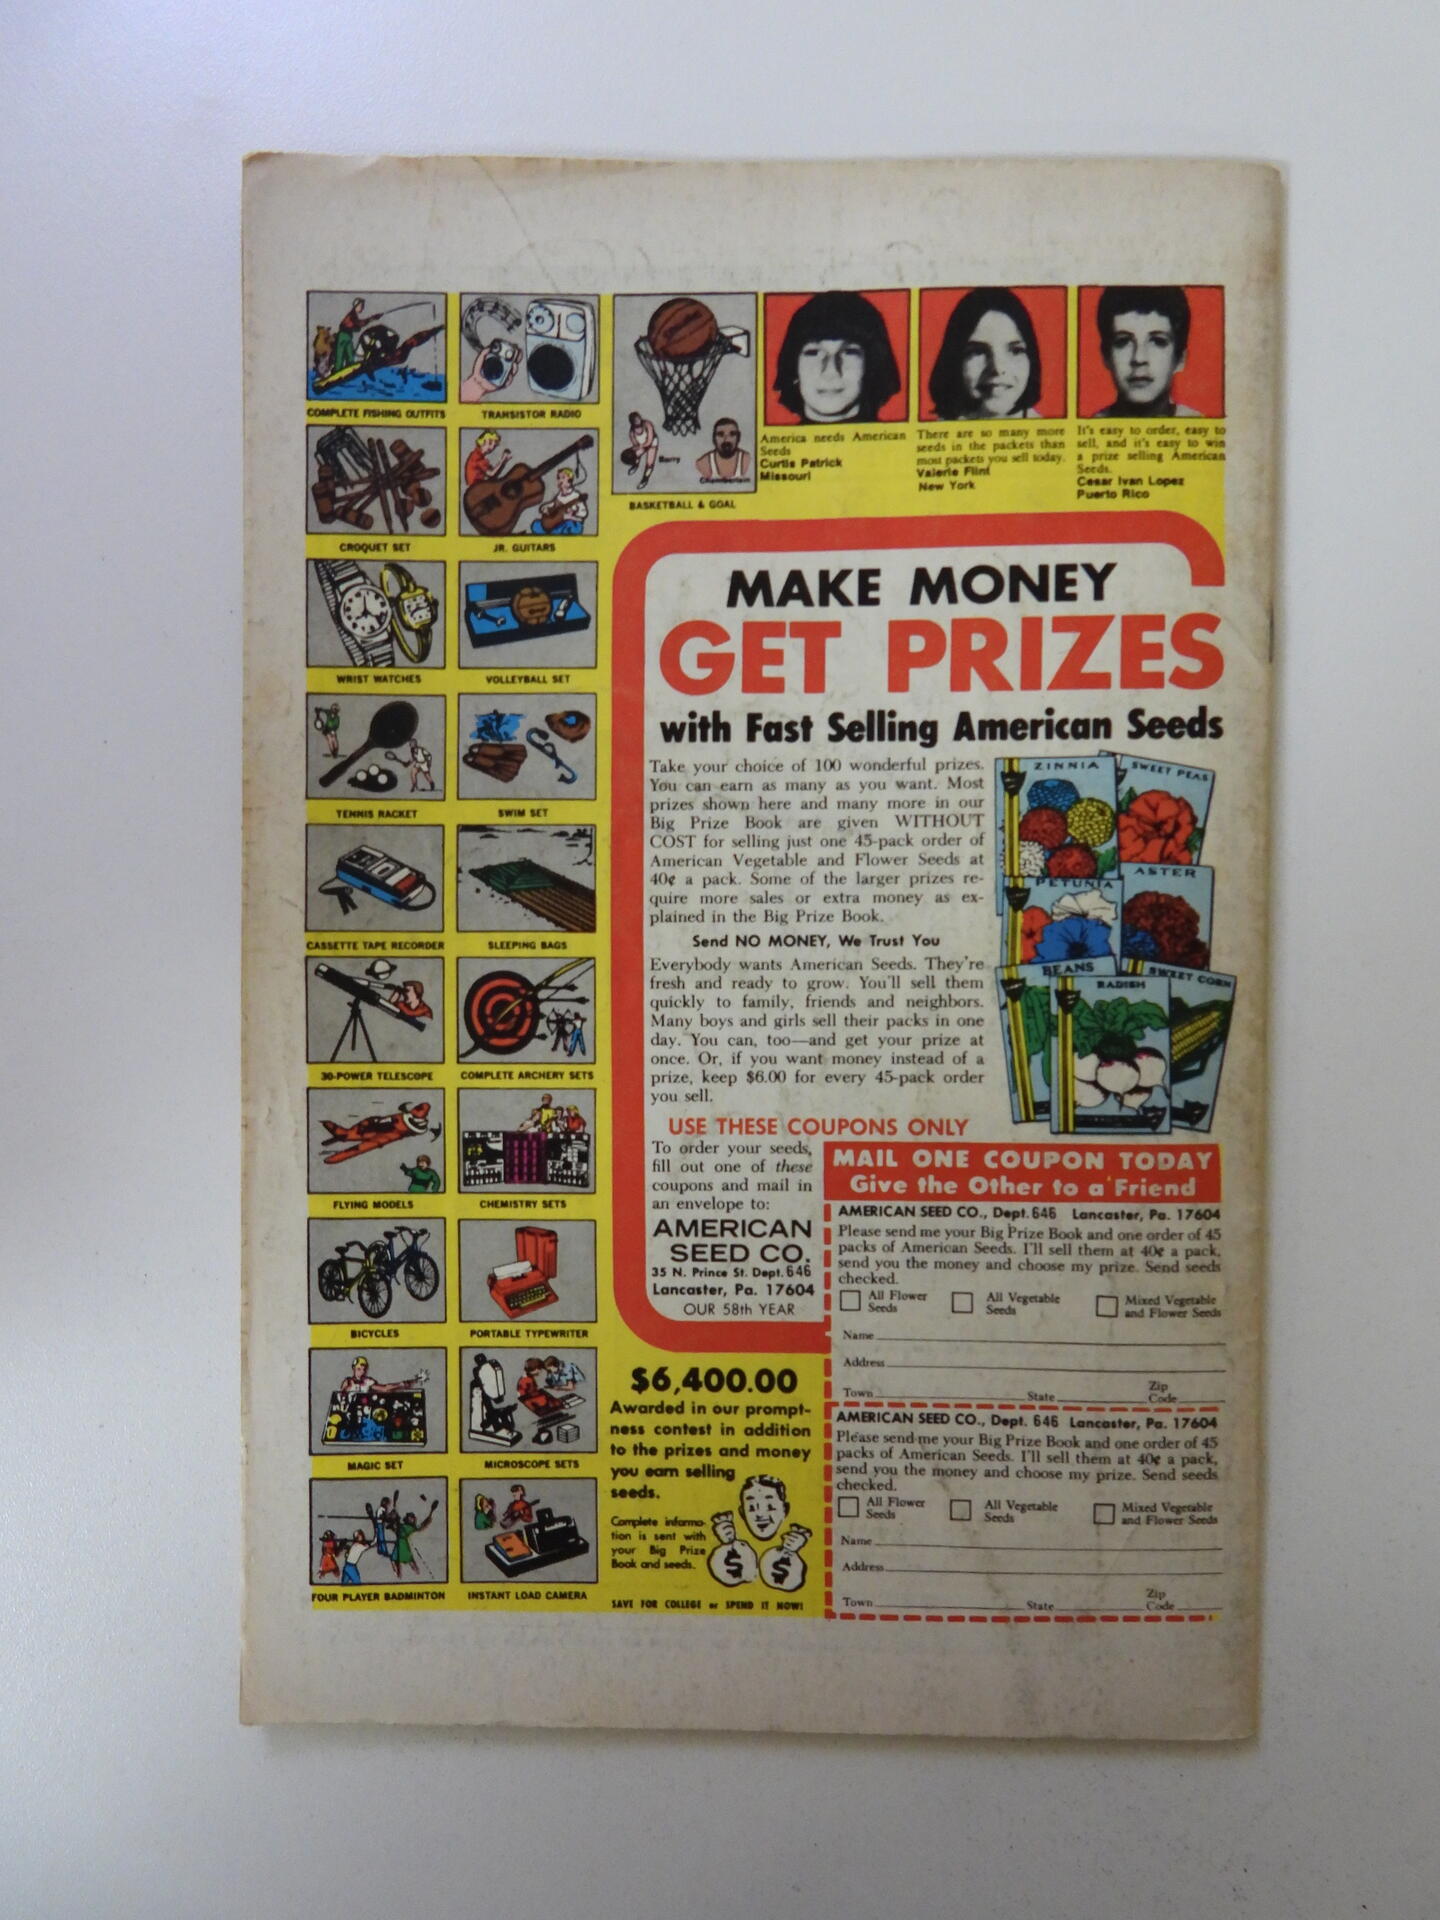 COMPLETE FISHING OUTFITS
TRANSISTOR RADIO
CROQUET SET
JR. GUITARS
WRIST WATCHES
VOLLEYBALL SET
TENNIS RACKET
SWIM SET
CASSETTE TAPE RECORDER
SLEEPING BAGS
30-POWER TELESCOPE
COMPLETE ARCHERY SETS
FLYING MODELS
CHEMISTRY SETS
BICYCLES
PORTABLE TYPEWRITER
MAGIC SET
MICROSCOPE SETS
FOUR PLAYER BADMINTON
INSTANT LOAD CAMERA
Barry
Chamberlain
BASKETBALL & GOAL
America needs American
Seeds
Curtis Patrick
Missouri
There are so many more
seeds in the packets than
most packets you sell today.
Valerie Flint
New York
It's easy to order, easy to
sell, and it's easy to win
a prize selling American
Seeds.
Cesar Ivan Lopez
Puerto Rico
MAKE MONEY
GET PRIZES
with Fast Selling American Seeds
Take your choice of 100 wonderful prizes.
You can earn as many as you want. Most
prizes shown here and many more in our
Big Prize Book are given WITHOUT
COST for selling just one 45-pack order of
American Vegetable and Flower Seeds at
40¢ a pack. Some of the larger prizes re-
quire more sales or extra money as ex-
plained in the Big Prize Book.
Send NO MONEY, We Trust You
Everybody wants American Seeds. They're
fresh and ready to grow. You'll sell them
quickly to family, friends and neighbors.
Many boys and girls sell their packs in one
day. You can, too—and get your prize at
once. Or, if you want money instead of a
prize, keep $6.00 for every 45-pack order
you sell.
ZINNIA
SWEET PEAS
PETUNIA
ASTER
BEANS
RADISH
SWEET CORN
USE THESE COUPONS ONLY
To order your seeds,
fill out one of these
coupons and mail in
an envelope to:
AMERICAN
SEED CO.
35 N. Prince St. Dept. 646
Lancaster, Pa. 17604
OUR 58th YEAR
MAIL ONE COUPON TODAY
Give the Other to a Friend
AMERICAN SEED CO., Dept. 646 Lancaster, Pa. 17604
Please send me your Big Prize Book and one order of 45
packs of American Seeds. I'll sell them at 40¢ a pack,
send you the money and choose my prize. Send seeds
checked.
All Flower
Seeds
All Vegetable
Seeds
Mixed Vegetable
and Flower Seeds
Name
Address
Town State Zip
Code
AMERICAN SEED CO., Dept. 646 Lancaster, Pa. 17604
Please send me your Big Prize Book and one order of 45
packs of American Seeds. I'll sell them at 40¢ a pack,
send you the money and choose my prize. Send seeds
checked.
All Flower
Seeds
All Vegetable
Seeds
Mixed Vegetable
and Flower Seeds
Name
Address
Town State Zip
Code
$6,400.00
Awarded in our prompt-
ness contest in addition
to the prizes and money
you earn selling
seeds.
Complete informa-
tion is sent with
your Big Prize
Book and seeds.
$ $
SAVE FOR COLLEGE or SPEND IT NOW!